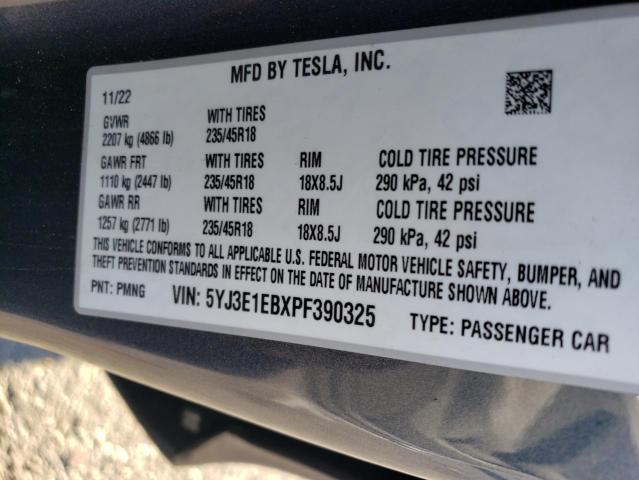 MFD BY TESLA, INC.
11/22
GVWR WITH TIRES
2207 kg (4866 lb) 235/45R18
GAWR FRT WITH TIRES RIM COLD TIRE PRESSURE
1110 kg (2447 lb) 235/45R18 18X8.5J 290 kPa, 42 psi
GAWR RR WITH TIRES RIM COLD TIRE PRESSURE
1257 kg (2771 lb) 235/45R18 18X8.5J 290 kPa, 42 psi
THIS VEHICLE CONFORMS TO ALL APPLICABLE U.S. FEDERAL MOTOR VEHICLE SAFETY, BUMPER, AND
THEFT PREVENTION STANDARDS IN EFFECT ON THE DATE OF MANUFACTURE SHOWN ABOVE.
PNT: PMNG VIN: 5YJ3E1EBXPF390325 TYPE: PASSENGER CAR